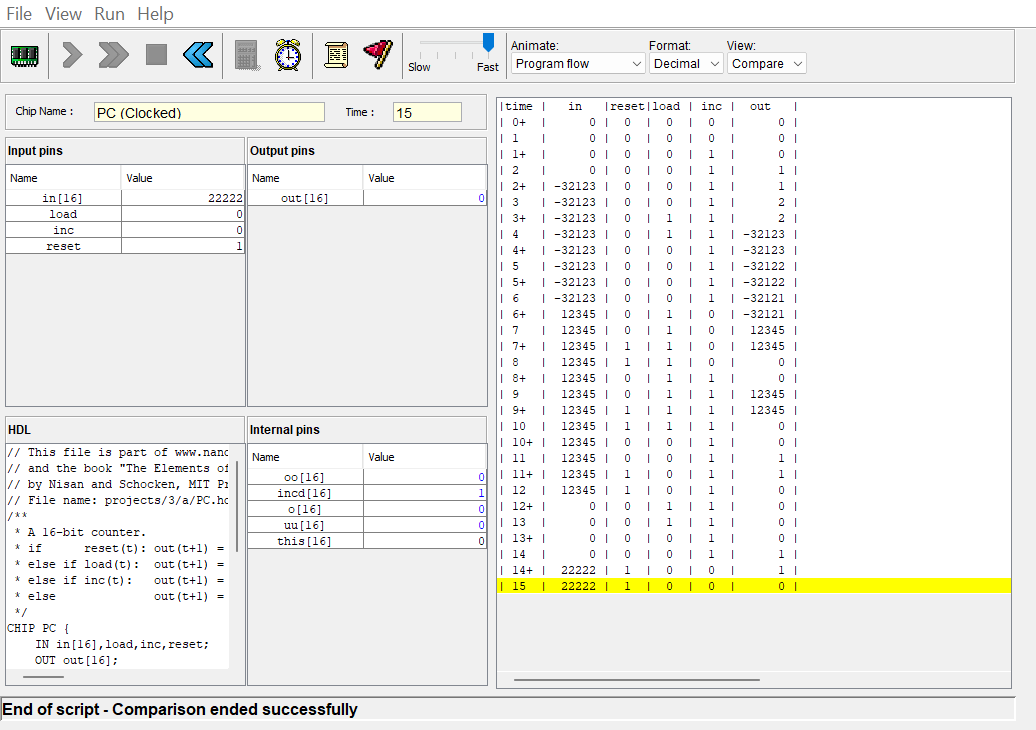 File View Run Help
Slow Fast
Animate: Format: View:
Program flow Decimal Compare
Chip Name : PC (Clocked) Time : 15
Input pins
Name Value
in[16] 22222
load 0
inc 0
reset 1
Output pins
Name Value
out[16] 0
HDL
// This file is part of www.nand
// and the book "The Elements of
// by Nisan and Schocken, MIT Pr
// File name: projects/3/a/PC.hd
/**
* A 16-bit counter.
* if reset(t): out(t+1) =
* else if load(t): out(t+1) =
* else if inc(t): out(t+1) =
* else out(t+1) =
*/
CHIP PC {
IN in[16],load,inc,reset;
OUT out[16];
Internal pins
Name Value
oo[16] 0
incd[16] 1
o[16] 0
uu[16] 0
this[16] 0
|time | in |reset|load | inc | out |
| 0+ | 0 | 0 | 0 | 0 | 0 |
| 1 | 0 | 0 | 0 | 0 | 0 |
| 1+ | 0 | 0 | 0 | 1 | 0 |
| 2 | 0 | 0 | 0 | 1 | 1 |
| 2+ | -32123 | 0 | 0 | 1 | 1 |
| 3 | -32123 | 0 | 0 | 1 | 2 |
| 3+ | -32123 | 0 | 1 | 1 | 2 |
| 4 | -32123 | 0 | 1 | 1 | -32123 |
| 4+ | -32123 | 0 | 0 | 1 | -32123 |
| 5 | -32123 | 0 | 0 | 1 | -32122 |
| 5+ | -32123 | 0 | 0 | 1 | -32122 |
| 6 | -32123 | 0 | 0 | 1 | -32121 |
| 6+ | 12345 | 0 | 1 | 0 | -32121 |
| 7 | 12345 | 0 | 1 | 0 | 12345 |
| 7+ | 12345 | 1 | 1 | 0 | 12345 |
| 8 | 12345 | 1 | 1 | 0 | 0 |
| 8+ | 12345 | 0 | 1 | 1 | 0 |
| 9 | 12345 | 0 | 1 | 1 | 12345 |
| 9+ | 12345 | 1 | 1 | 1 | 12345 |
| 10 | 12345 | 1 | 1 | 1 | 0 |
| 10+ | 12345 | 0 | 0 | 1 | 0 |
| 11 | 12345 | 0 | 0 | 1 | 1 |
| 11+ | 12345 | 1 | 0 | 1 | 1 |
| 12 | 12345 | 1 | 0 | 1 | 0 |
| 12+ | 0 | 0 | 1 | 1 | 0 |
| 13 | 0 | 0 | 1 | 1 | 0 |
| 13+ | 0 | 0 | 0 | 1 | 0 |
| 14 | 0 | 0 | 0 | 1 | 1 |
| 14+ | 22222 | 1 | 0 | 0 | 1 |
| 15 | 22222 | 1 | 0 | 0 | 0 |
End of script - Comparison ended successfully